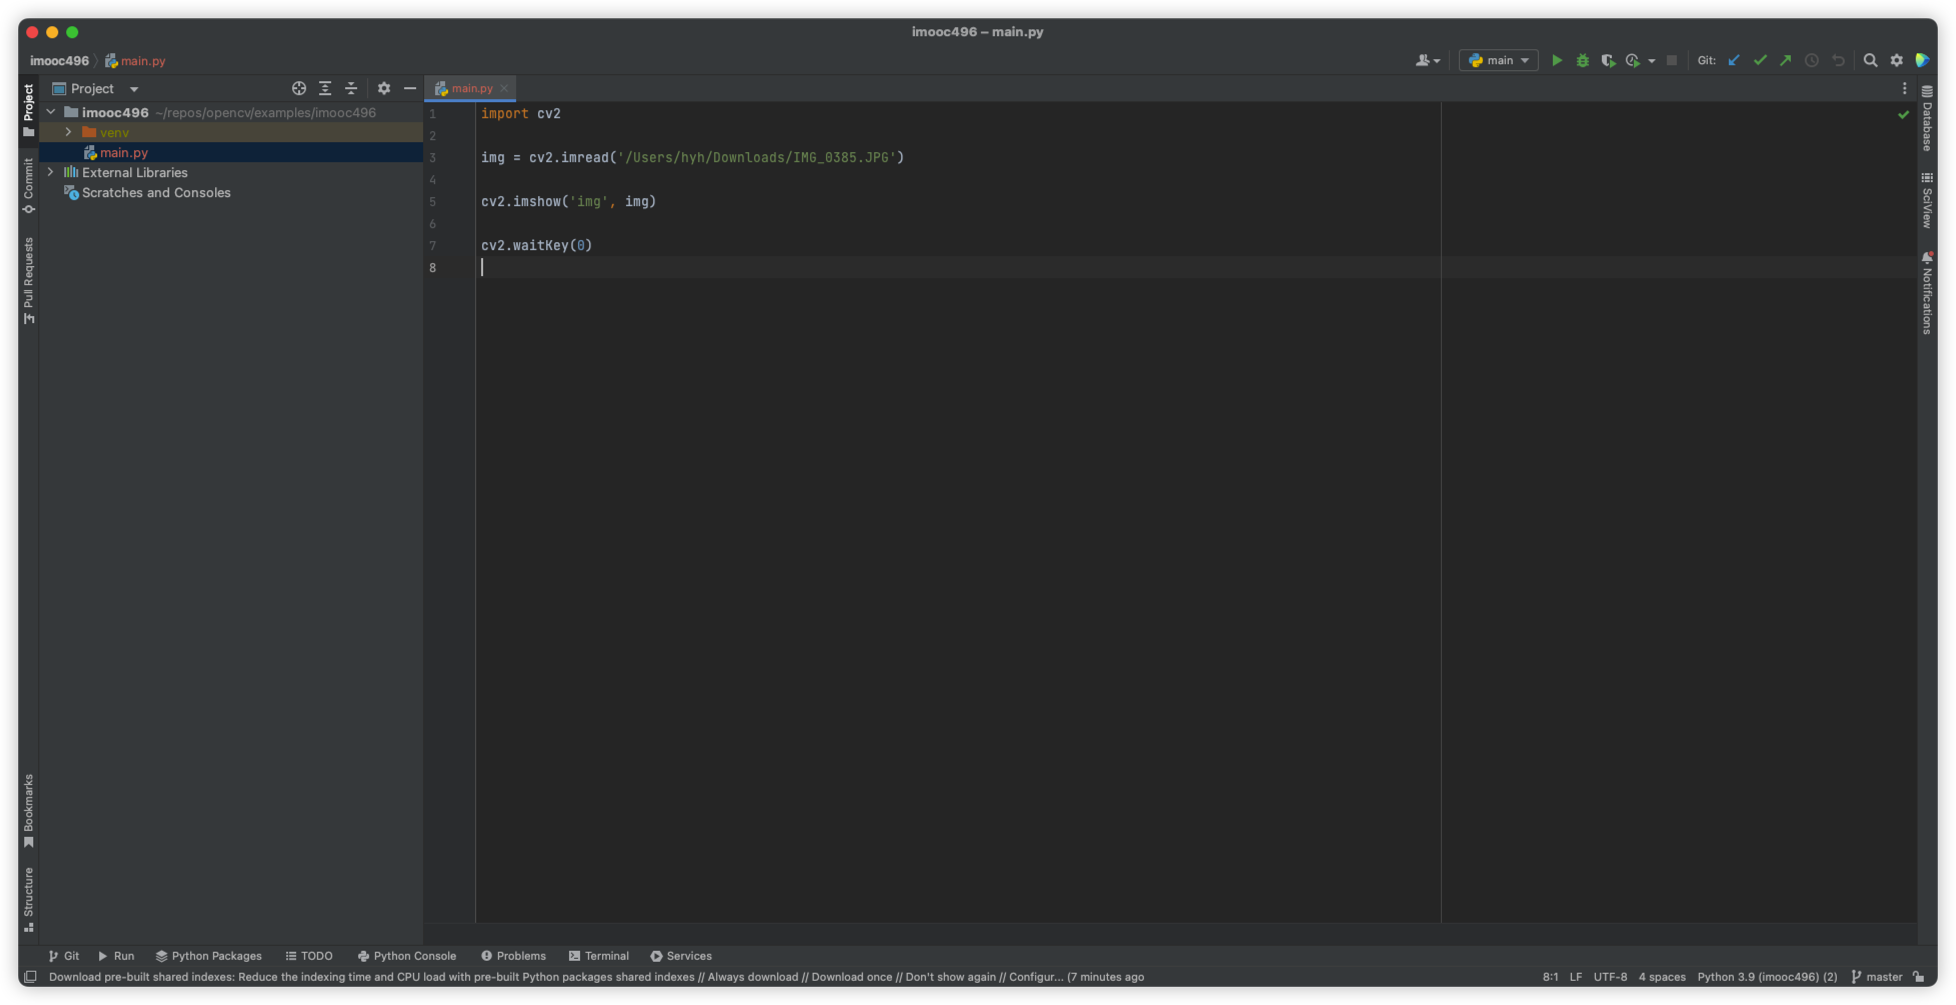 imooc496 – main.py
imooc496 main.py
main
Git:
Project
main.py
imooc496 ~/repos/opencv/examples/imooc496
venv
main.py
External Libraries
Scratches and Consoles
Project
Commit
Pull Requests
Bookmarks
Structure
1 import cv2
2
3 img = cv2.imread('/Users/hyh/Downloads/IMG_0385.JPG')
4
5 cv2.imshow('img', img)
6
7 cv2.waitKey(0)
8
Database
SciView
Notifications
Git Run Python Packages TODO Python Console Problems Terminal Services
Download pre-built shared indexes: Reduce the indexing time and CPU load with pre-built Python packages shared indexes // Always download // Download once // Don't show again // Configur... (7 minutes ago
8:1 LF UTF-8 4 spaces Python 3.9 (imooc496) (2) master